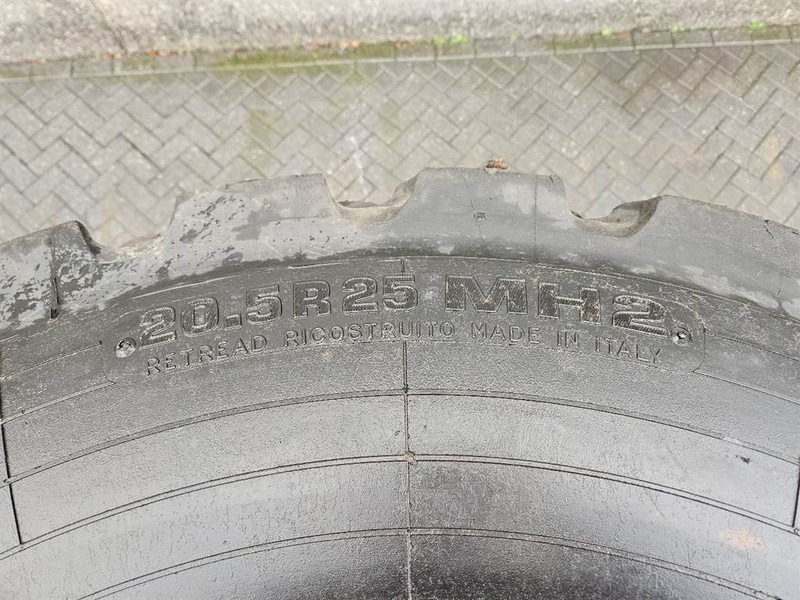 20.5R25 MH2
RETREAD RICOSTRUITO MADE IN ITALY